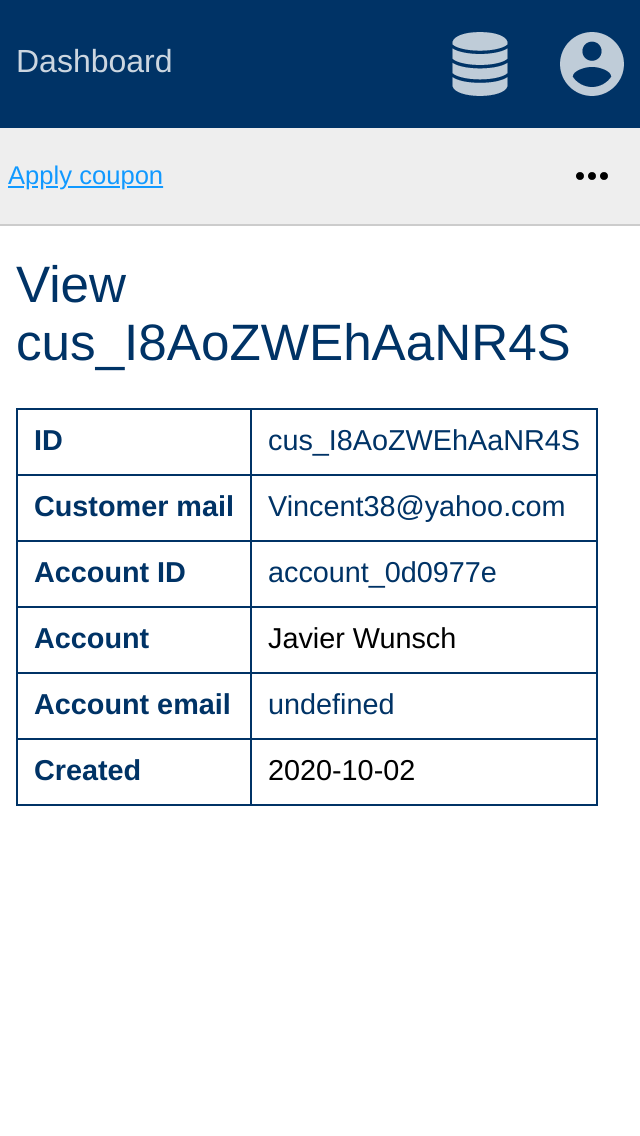 Dashboard
Apply coupon
View
cus_I8AoZWEhAaNR4S
ID cus_I8AoZWEhAaNR4S
Customer mail Vincent38@yahoo.com
Account ID account_0d0977e
Account Javier Wunsch
Account email undefined
Created 2020-10-02